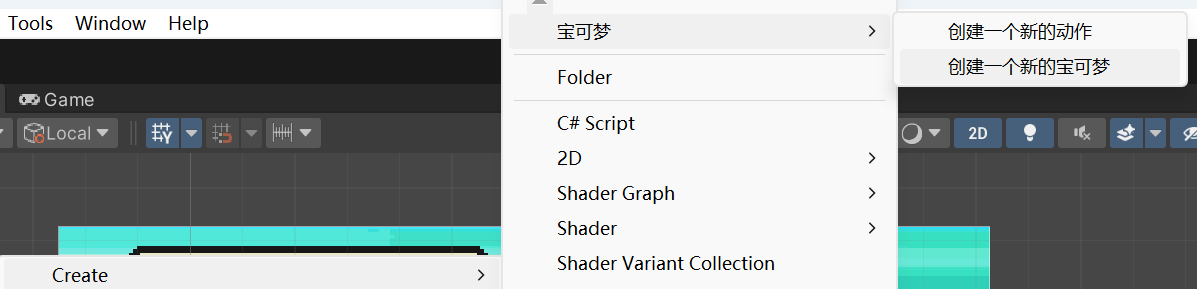 Tools Window Help
Game
Local
2D
Create
宝可梦
Folder
C# Script
2D
Shader Graph
Shader
Shader Variant Collection
创建一个新的动作
创建一个新的宝可梦